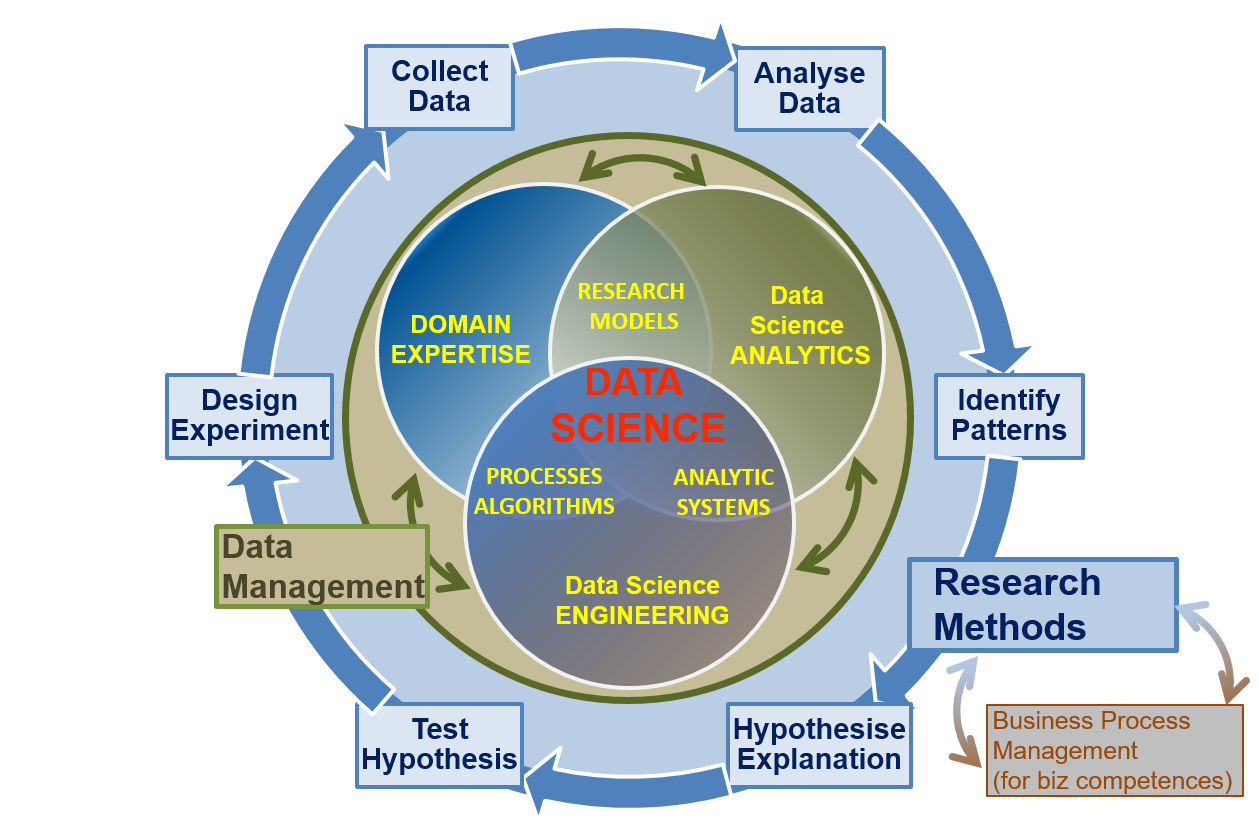 Collect
Data
Analyse
Data
RESEARCH
MODELS
Data
Science
ANALYTICS
DOMAIN
EXPERTISE
DATA
SCIENCE
Design
Experiment
Identify
Patterns
PROCESSES
ALGORITHMS
ANALYTIC
SYSTEMS
Data
Management
Data Science
ENGINEERING
Research
Methods
Test
Hypothesis
Hypothesise
Explanation
Business Process
Management
(for biz competences)